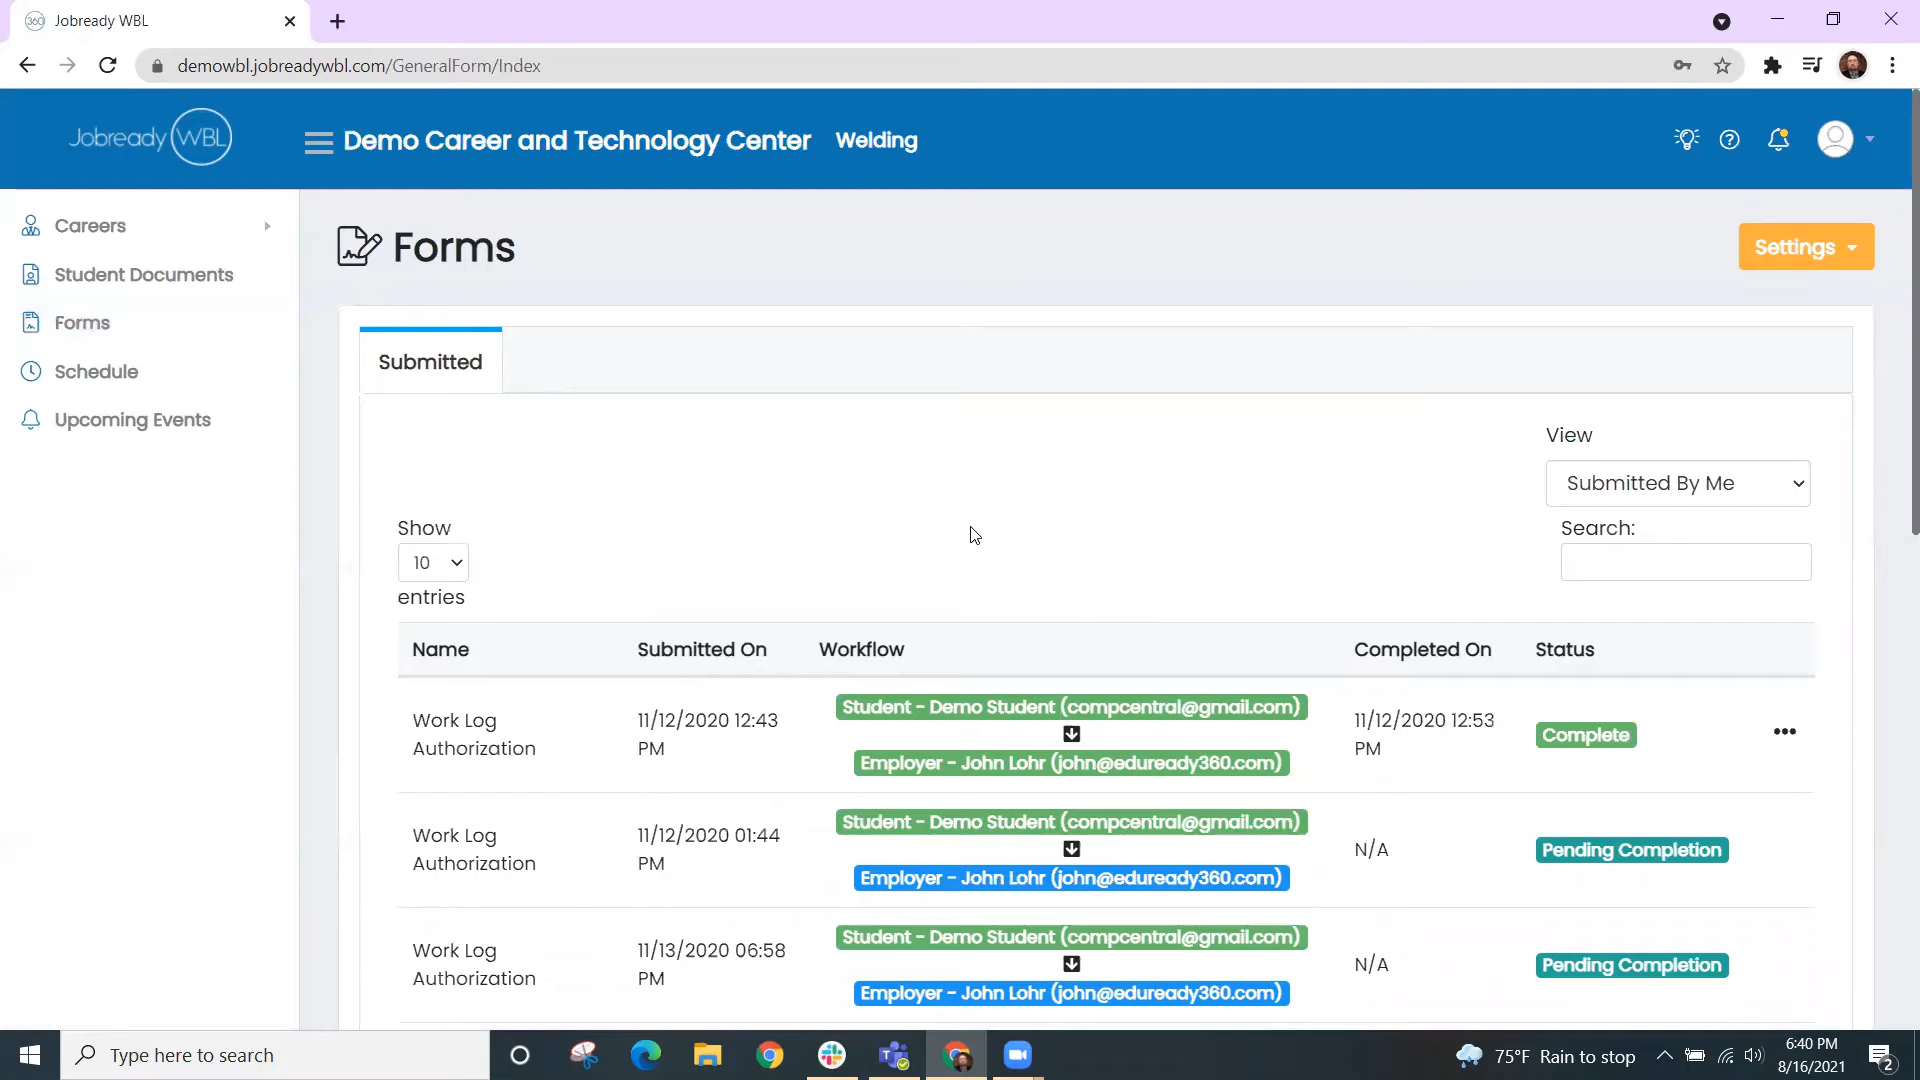 360 Jobready WBL
demowbl.jobreadywbl.com/GeneralForm/Index
Jobready WBL
Demo Career and Technology Center Welding
Careers
Student Documents
Forms
Schedule
Upcoming Events
Forms
Settings
Submitted
View
Submitted By Me
Show
10
entries
Search:
Name Submitted On Workflow Completed On Status
Work Log Authorization
11/12/2020 12:43 PM
Student - Demo Student (compcentral@gmail.com)
Employer - John Lohr (john@eduready360.com)
11/12/2020 12:53 PM
Complete
Work Log Authorization
11/12/2020 01:44 PM
Student - Demo Student (compcentral@gmail.com)
Employer - John Lohr (john@eduready360.com)
N/A
Pending Completion
Work Log Authorization
11/13/2020 06:58 PM
Student - Demo Student (compcentral@gmail.com)
Employer - John Lohr (john@eduready360.com)
N/A
Pending Completion
Type here to search
75°F Rain to stop
6:40 PM
8/16/2021
2